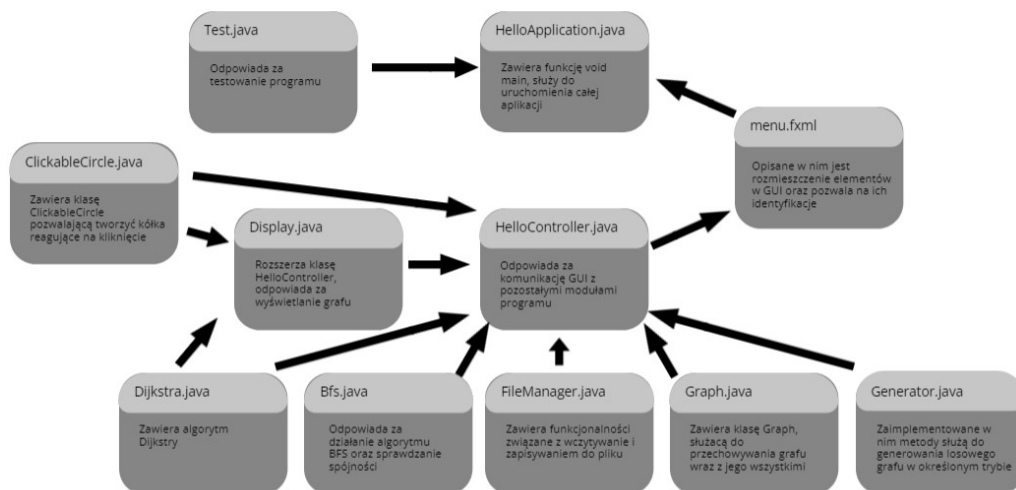 Test.java
Odpowiada za
testowanie programu
HelloApplication.java
Zawiera funkcję void
main, służy do
uruchomienia całej
aplikacji
menu.fxml
Opisane w nim jest
rozmieszczenie elementów
w GUI oraz pozwala na ich
identyfikacje
ClickableCircle.java
Zawiera klasę
ClickableCircle
pozwalającą tworzyć kółka
reagujące na kliknięcie
Display.java
Rozszerza klasę
HelloController,
odpowiada za
wyświetlanie grafu
HelloController.java
Odpowiada za
komunikację GUI z
pozostałymi modułami
programu
Dijkstra.java
Zawiera algorytm
Dijkstry
Bfs.java
Odpowiada za
działanie algorytmu
BFS oraz sprawdzanie
spójności
FileManager.java
Zawiera funkcjonalności
związane z wczytywanie i
zapisywaniem do pliku
Graph.java
Zawiera klasę Graph,
służącą do
przechowywania grafu
wraz z jego wszystkimi
Generator.java
Zaimplementowane w
nim metody służą do
generowania losowego
grafu w określonym trybie